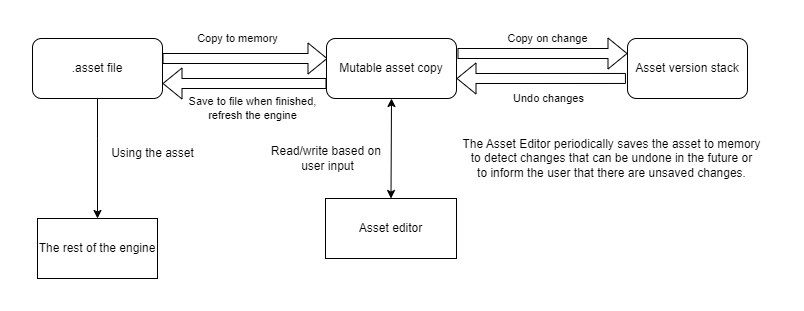 Copy to memory
Copy on change
.asset file
Mutable asset copy
Asset version stack
Save to file when finished,
refresh the engine
Undo changes
Using the asset
Read/write based on
user input
The Asset Editor periodically saves the asset to memory
to detect changes that can be undone in the future or
to inform the user that there are unsaved changes.
The rest of the engine
Asset editor